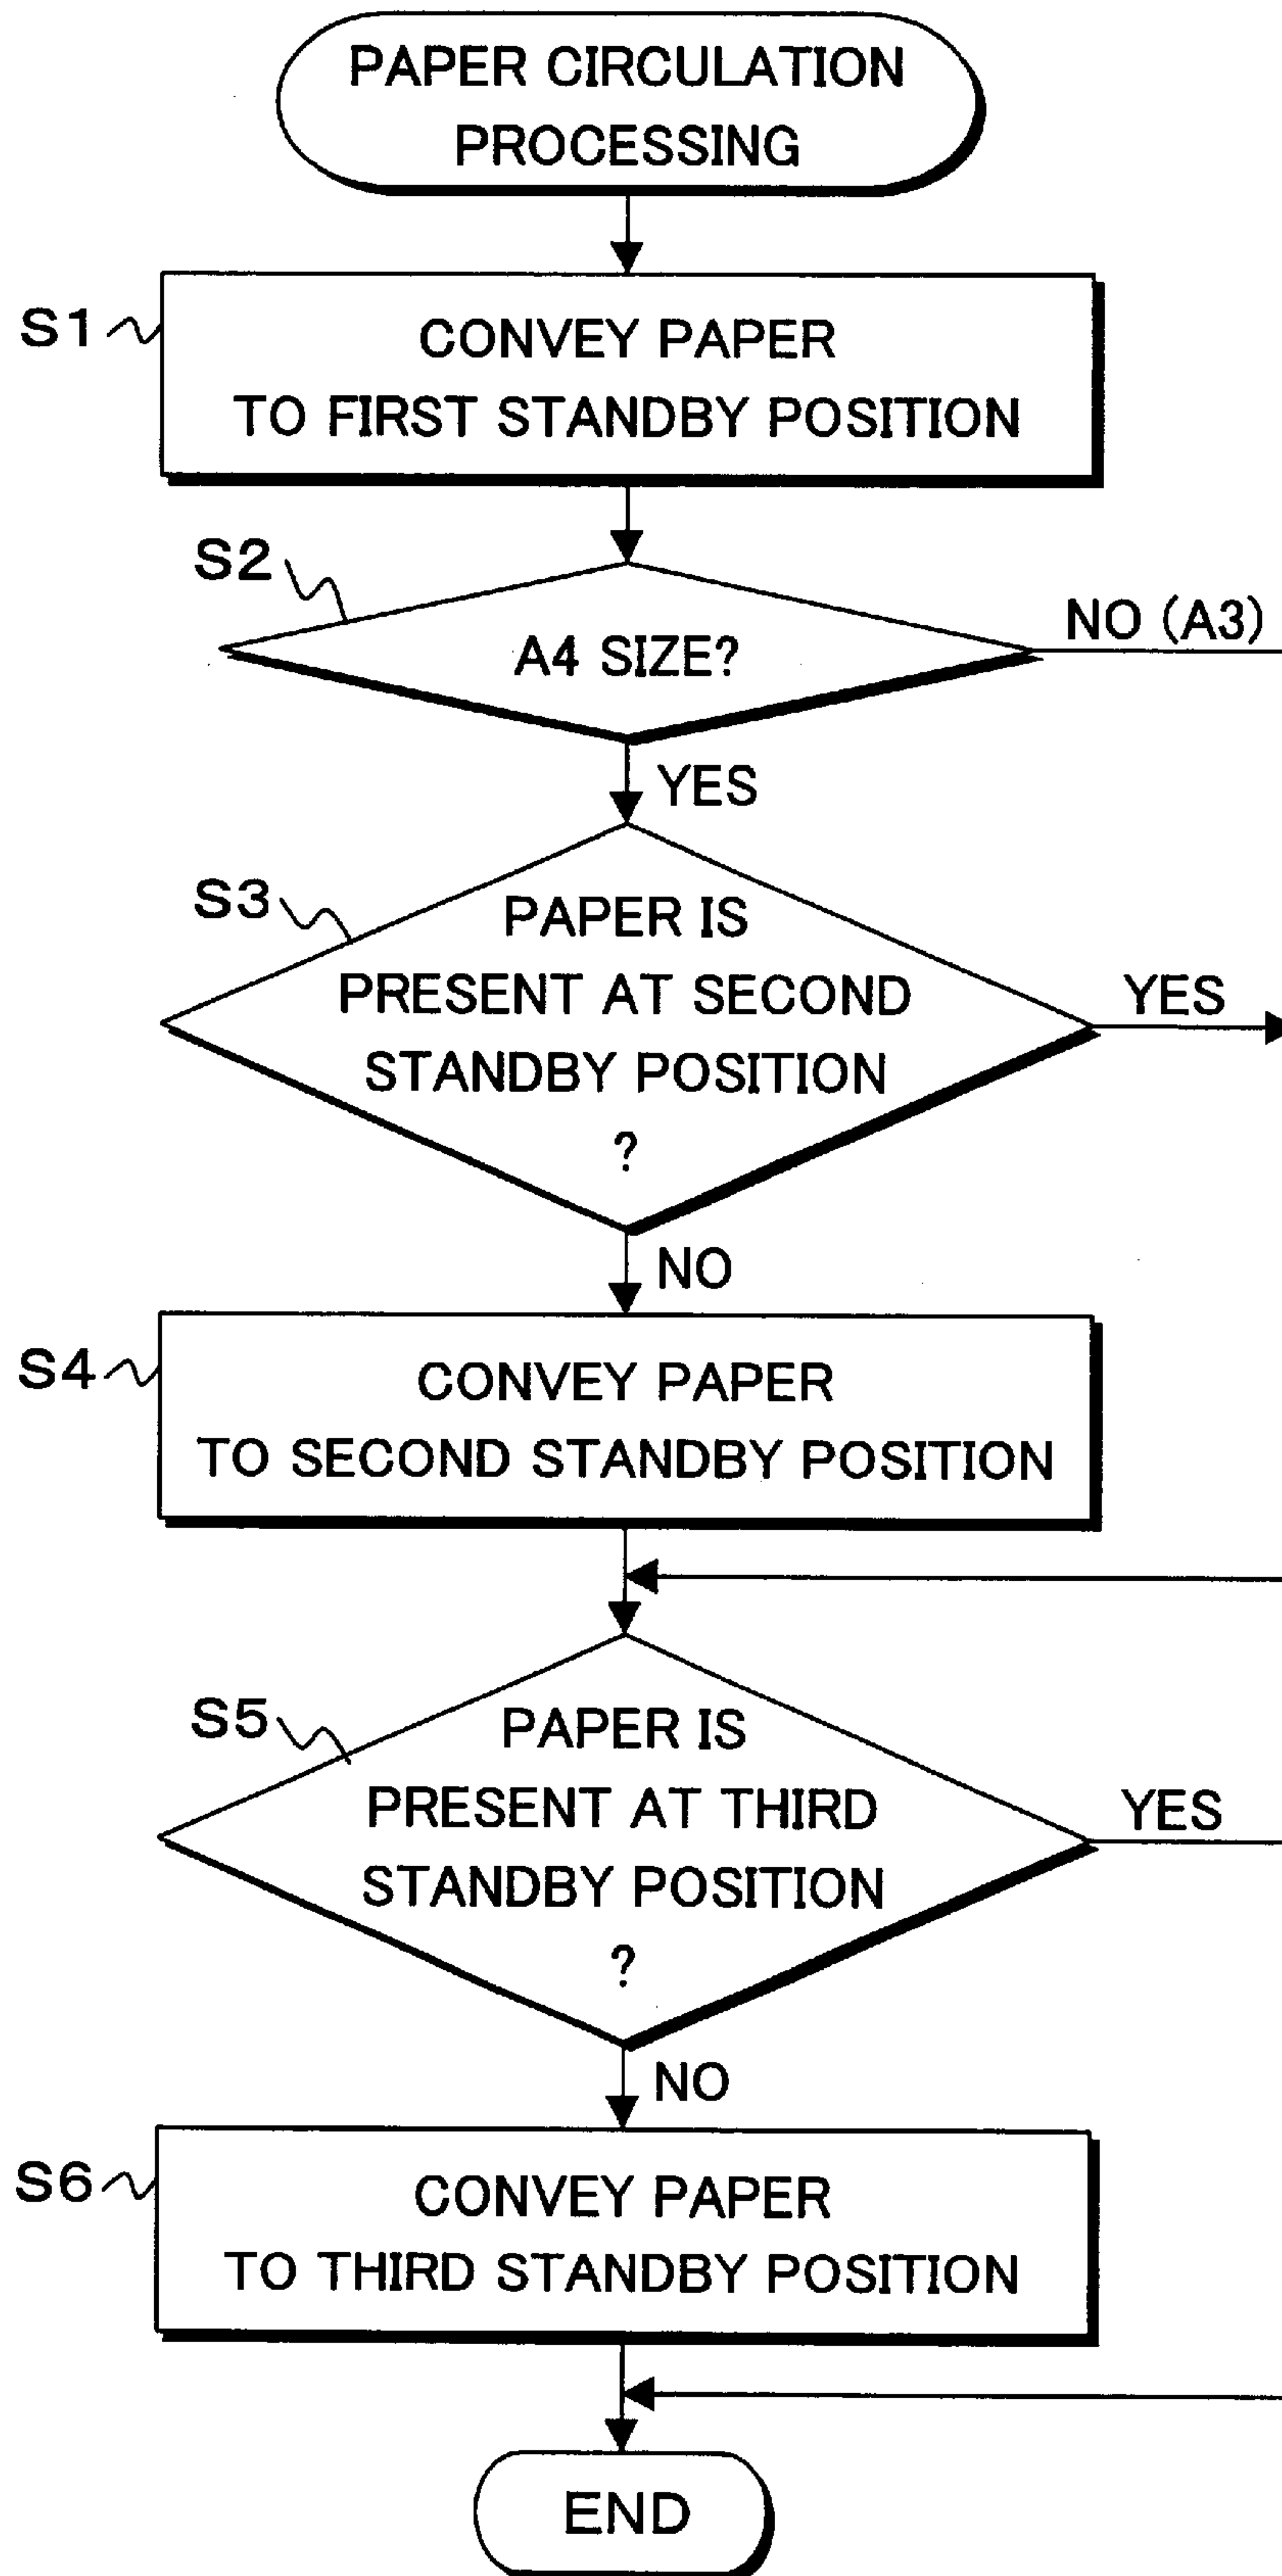 PAPER CIRCULATION
PROCESSING
S1
CONVEY PAPER
TO FIRST STANDBY POSITION
S2
A4 SIZE?
NO (A3)
YES
S3
PAPER IS
PRESENT AT SECOND
STANDBY POSITION
?
YES
NO
S4
CONVEY PAPER
TO SECOND STANDBY POSITION
S5
PAPER IS
PRESENT AT THIRD
STANDBY POSITION
?
YES
NO
S6
CONVEY PAPER
TO THIRD STANDBY POSITION
END